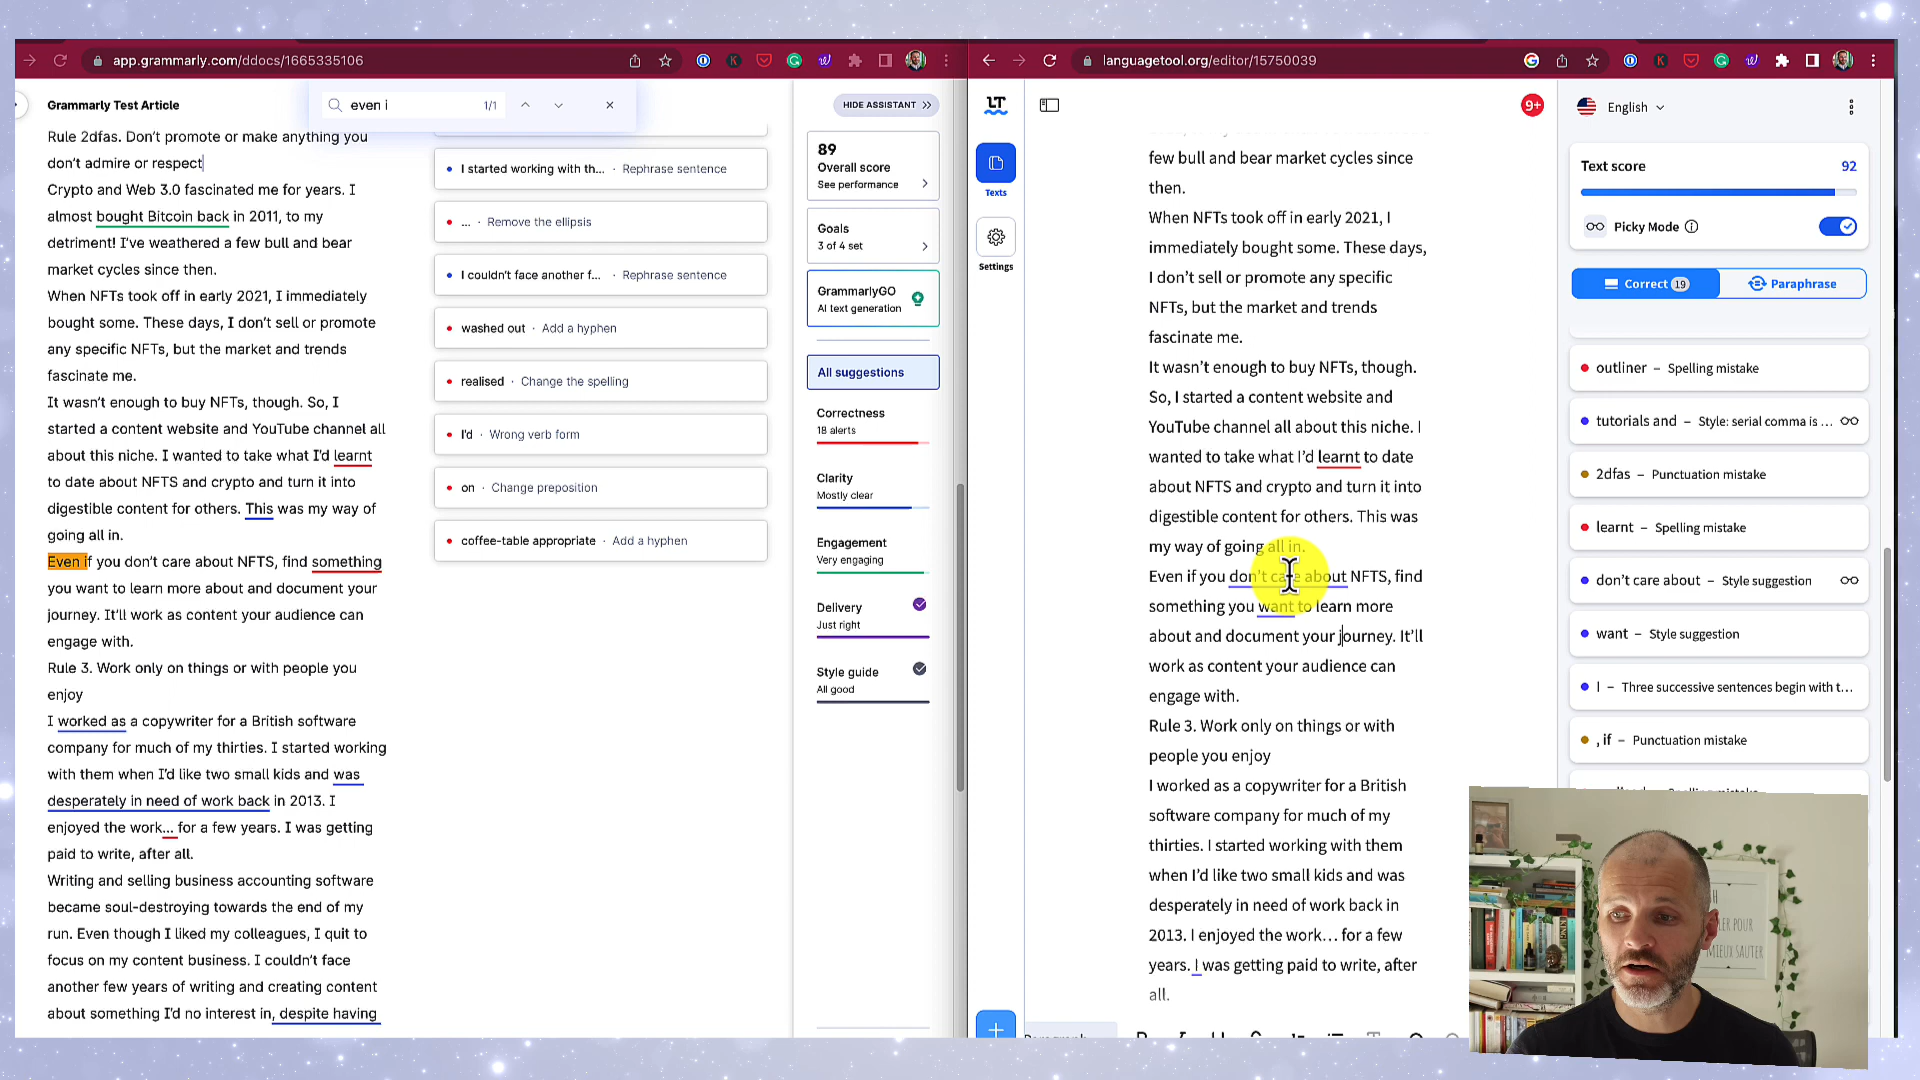 app.grammarly.com/ddocs/1665335106
Grammarly Test Article
even i
1/1
HIDE ASSISTANT
Rule 2dfas. Don't promote or make anything you
don't admire or respect
Crypto and Web 3.0 fascinated me for years. I
almost bought Bitcoin back in 2011, to my
detriment! I've weathered a few bull and bear
market cycles since then.
When NFTs took off in early 2021, I immediately
bought some. These days, I don't sell or promote
any specific NFTs, but the market and trends
fascinate me.
It wasn't enough to buy NFTs, though. So, I
started a content website and YouTube channel all
about this niche. I wanted to take what I'd learnt
to date about NFTS and crypto and turn it into
digestible content for others. This was my way of
going all in.
Even if you don't care about NFTS, find something
you want to learn more about and document your
journey. It'll work as content your audience can
engage with.
Rule 3. Work only on things or with people you
enjoy
I worked as a copywriter for a British software
company for much of my thirties. I started working
with them when I'd like two small kids and was
desperately in need of work back in 2013. I
enjoyed the work... for a few years. I was getting
paid to write, after all.
Writing and selling business accounting software
became soul-destroying towards the end of my
run. Even though I liked my colleagues, I quit to
focus on my content business. I couldn't face
another few years of writing and creating content
about something I'd no interest in, despite having
I started working with th... · Rephrase sentence
... · Remove the ellipsis
I couldn't face another f... · Rephrase sentence
washed out · Add a hyphen
realised · Change the spelling
I'd · Wrong verb form
on · Change preposition
coffee-table appropriate · Add a hyphen
89
Overall score
See performance
Goals
3 of 4 set
GrammarlyGO
AI text generation
All suggestions
Correctness
18 alerts
Clarity
Mostly clear
Engagement
Very engaging
Delivery
Just right
Style guide
All good
languagetool.org/editor/15750039
LT
Texts
Settings
9+
few bull and bear market cycles since
then.
When NFTs took off in early 2021, I
immediately bought some. These days,
I don't sell or promote any specific
NFTs, but the market and trends
fascinate me.
It wasn't enough to buy NFTs, though.
So, I started a content website and
YouTube channel all about this niche. I
wanted to take what I'd learnt to date
about NFTS and crypto and turn it into
digestible content for others. This was
my way of going all in.
Even if you don't care about NFTS, find
something you want to learn more
about and document your journey. It'll
work as content your audience can
engage with.
Rule 3. Work only on things or with
people you enjoy
I worked as a copywriter for a British
software company for much of my
thirties. I started working with them
when I'd like two small kids and was
desperately in need of work back in
2013. I enjoyed the work... for a few
years. I was getting paid to write, after
all.
English
Text score 92
Picky Mode
Correct 19
Paraphrase
outliner – Spelling mistake
tutorials and – Style: serial comma is ...
2dfas – Punctuation mistake
learnt – Spelling mistake
don't care about – Style suggestion
want – Style suggestion
I – Three successive sentences begin with t...
, if – Punctuation mistake
POUR
MIEUX SAUTER